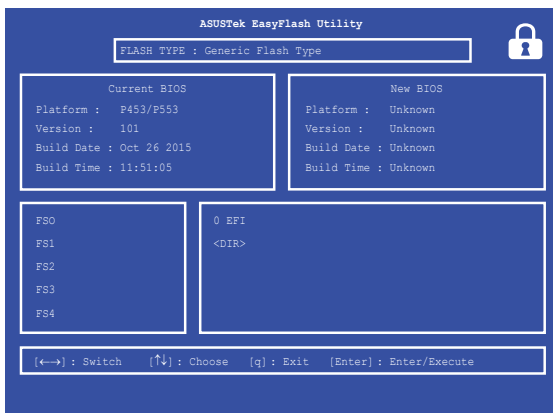 ASUSTek EasyFlash Utility
FLASH TYPE : Generic Flash Type
Current BIOS
Platform : P453/P553
Version : 101
Build Date : Oct 26 2015
Build Time : 11:51:05
New BIOS
Platform : Unknown
Version : Unknown
Build Date : Unknown
Build Time : Unknown
FSO
FS1
FS2
FS3
FS4
0 EFI
<DIR>
[←→] : Switch [↑↓] : Choose [q] : Exit [Enter] : Enter/Execute